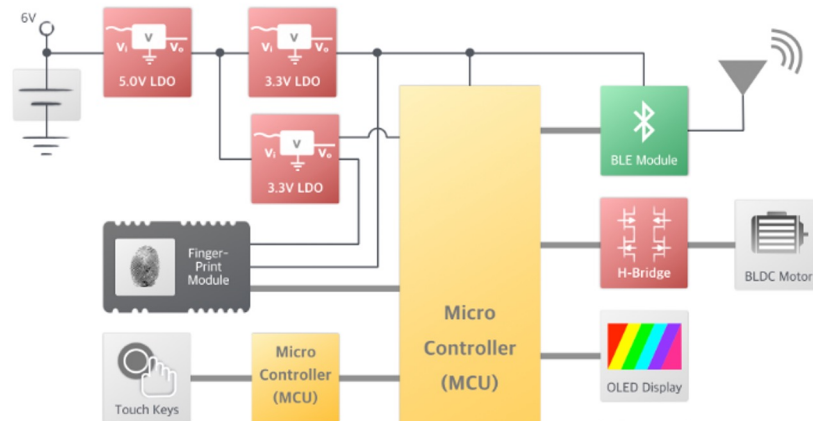 6V
Vi
V
Vo
5.0V LDO
Vi
V
Vo
3.3V LDO
Vi
V
Vo
3.3V LDO
BLE Module
Finger-
Print
Module
H-Bridge
BLDC Motor
Micro
Controller
(MCU)
Micro
Controller
(MCU)
Touch Keys
OLED Display